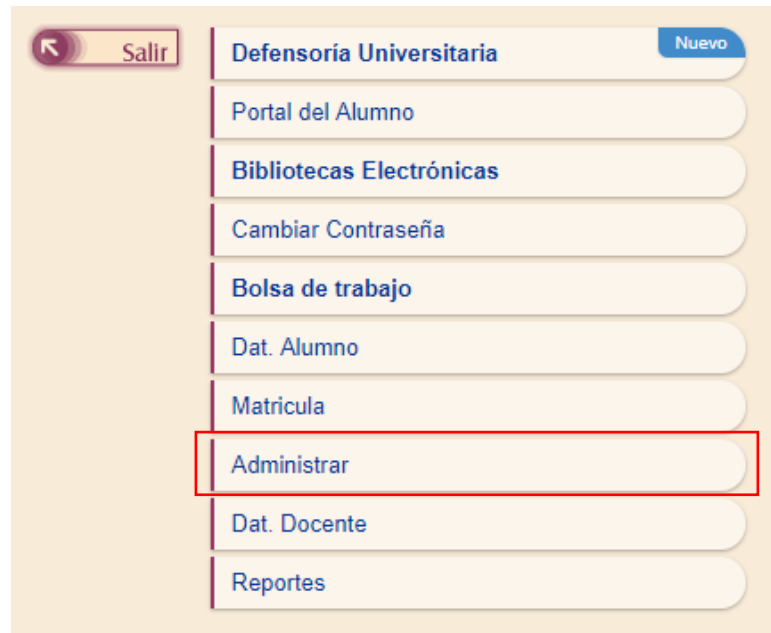 Salir
Defensoría Universitaria
Nuevo
Portal del Alumno
Bibliotecas Electrónicas
Cambiar Contraseña
Bolsa de trabajo
Dat. Alumno
Matricula
Administrar
Dat. Docente
Reportes